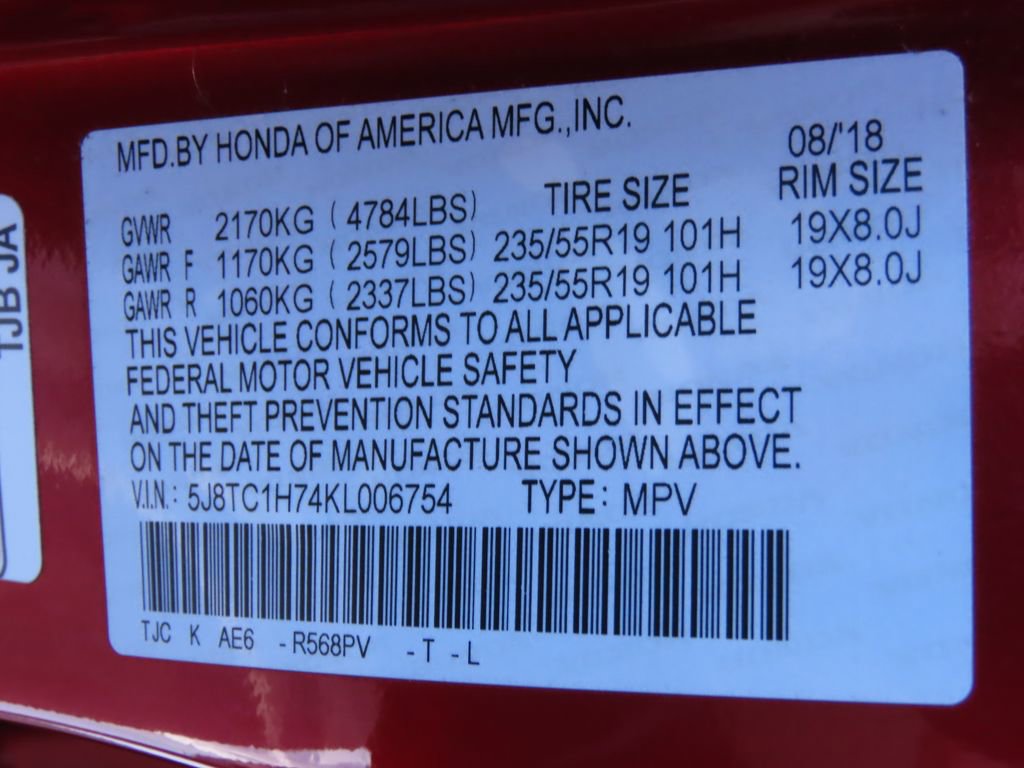 MFD.BY HONDA OF AMERICA MFG.,INC. 08/'18
TIRE SIZE RIM SIZE
GVWR 2170KG (4784LBS)
GAWR F 1170KG (2579LBS) 235/55R19 101H 19X8.0J
GAWR R 1060KG (2337LBS) 235/55R19 101H 19X8.0J
THIS VEHICLE CONFORMS TO ALL APPLICABLE
FEDERAL MOTOR VEHICLE SAFETY
AND THEFT PREVENTION STANDARDS IN EFFECT
ON THE DATE OF MANUFACTURE SHOWN ABOVE.
V.I.N.: 5J8TC1H74KL006754 TYPE: MPV
TJC K AE6 -R568PV -T -L
TJB JA